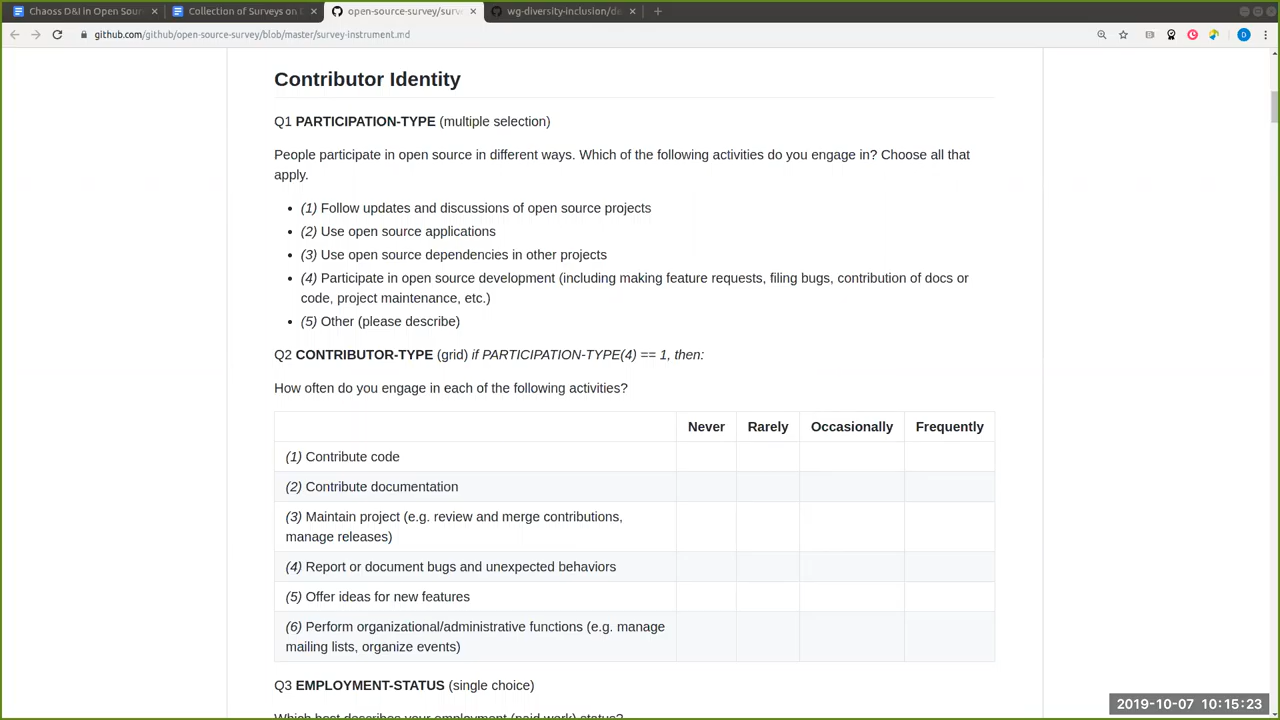 Chaoss D&I in Open Sour
Collection of Surveys on D
open-source-survey/surve
wg-diversity-inclusion/de
github.com/github/open-source-survey/blob/master/survey-instrument.md
D
Contributor Identity
Q1 PARTICIPATION-TYPE (multiple selection)
People participate in open source in different ways. Which of the following activities do you engage in? Choose all that
apply.
(1) Follow updates and discussions of open source projects
(2) Use open source applications
(3) Use open source dependencies in other projects
(4) Participate in open source development (including making feature requests, filing bugs, contribution of docs or
code, project maintenance, etc.)
(5) Other (please describe)
Q2 CONTRIBUTOR-TYPE (grid) if PARTICIPATION-TYPE(4) == 1, then:
How often do you engage in each of the following activities?
Never Rarely Occasionally Frequently
(1) Contribute code
(2) Contribute documentation
(3) Maintain project (e.g. review and merge contributions,
manage releases)
(4) Report or document bugs and unexpected behaviors
(5) Offer ideas for new features
(6) Perform organizational/administrative functions (e.g. manage
mailing lists, organize events)
Q3 EMPLOYMENT-STATUS (single choice)
Which best describes your employment (paid work) status?
2019-10-07 10:15:23